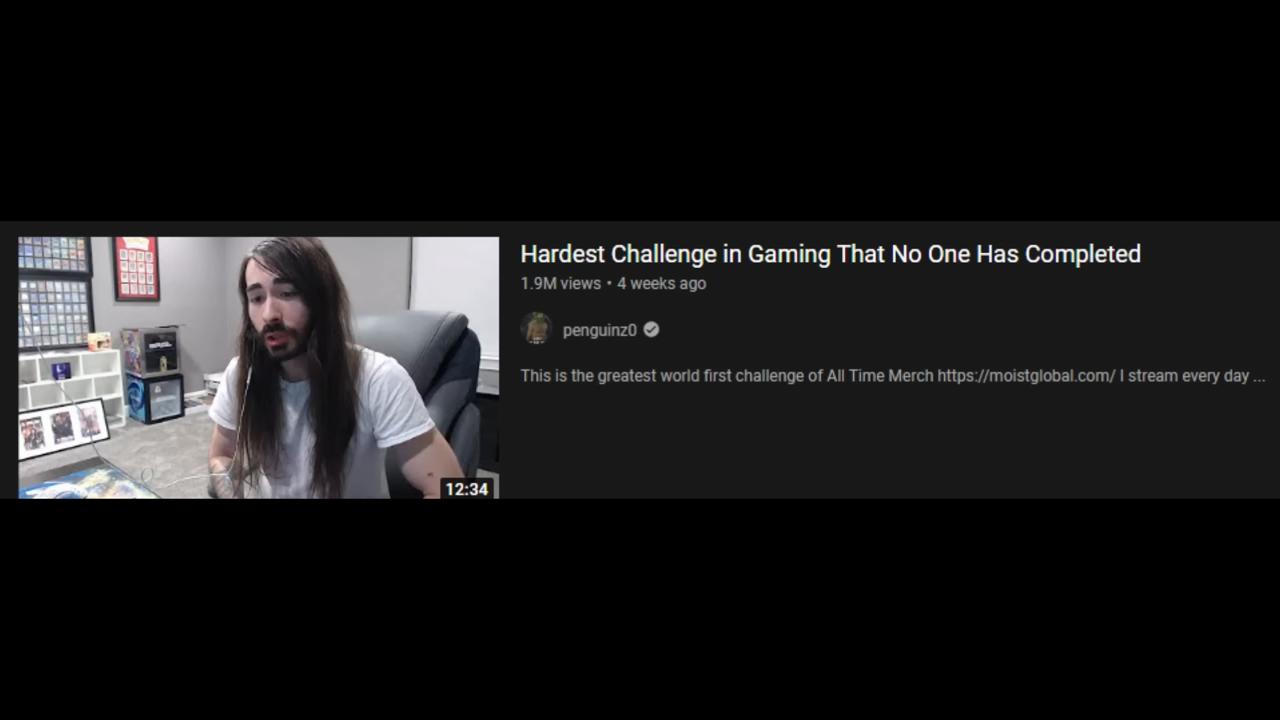 Hardest Challenge in Gaming That No One Has Completed
1.9M views • 4 weeks ago
penguinz0
This is the greatest world first challenge of All Time Merch https://moistglobal.com/ I stream every day ...
12:34